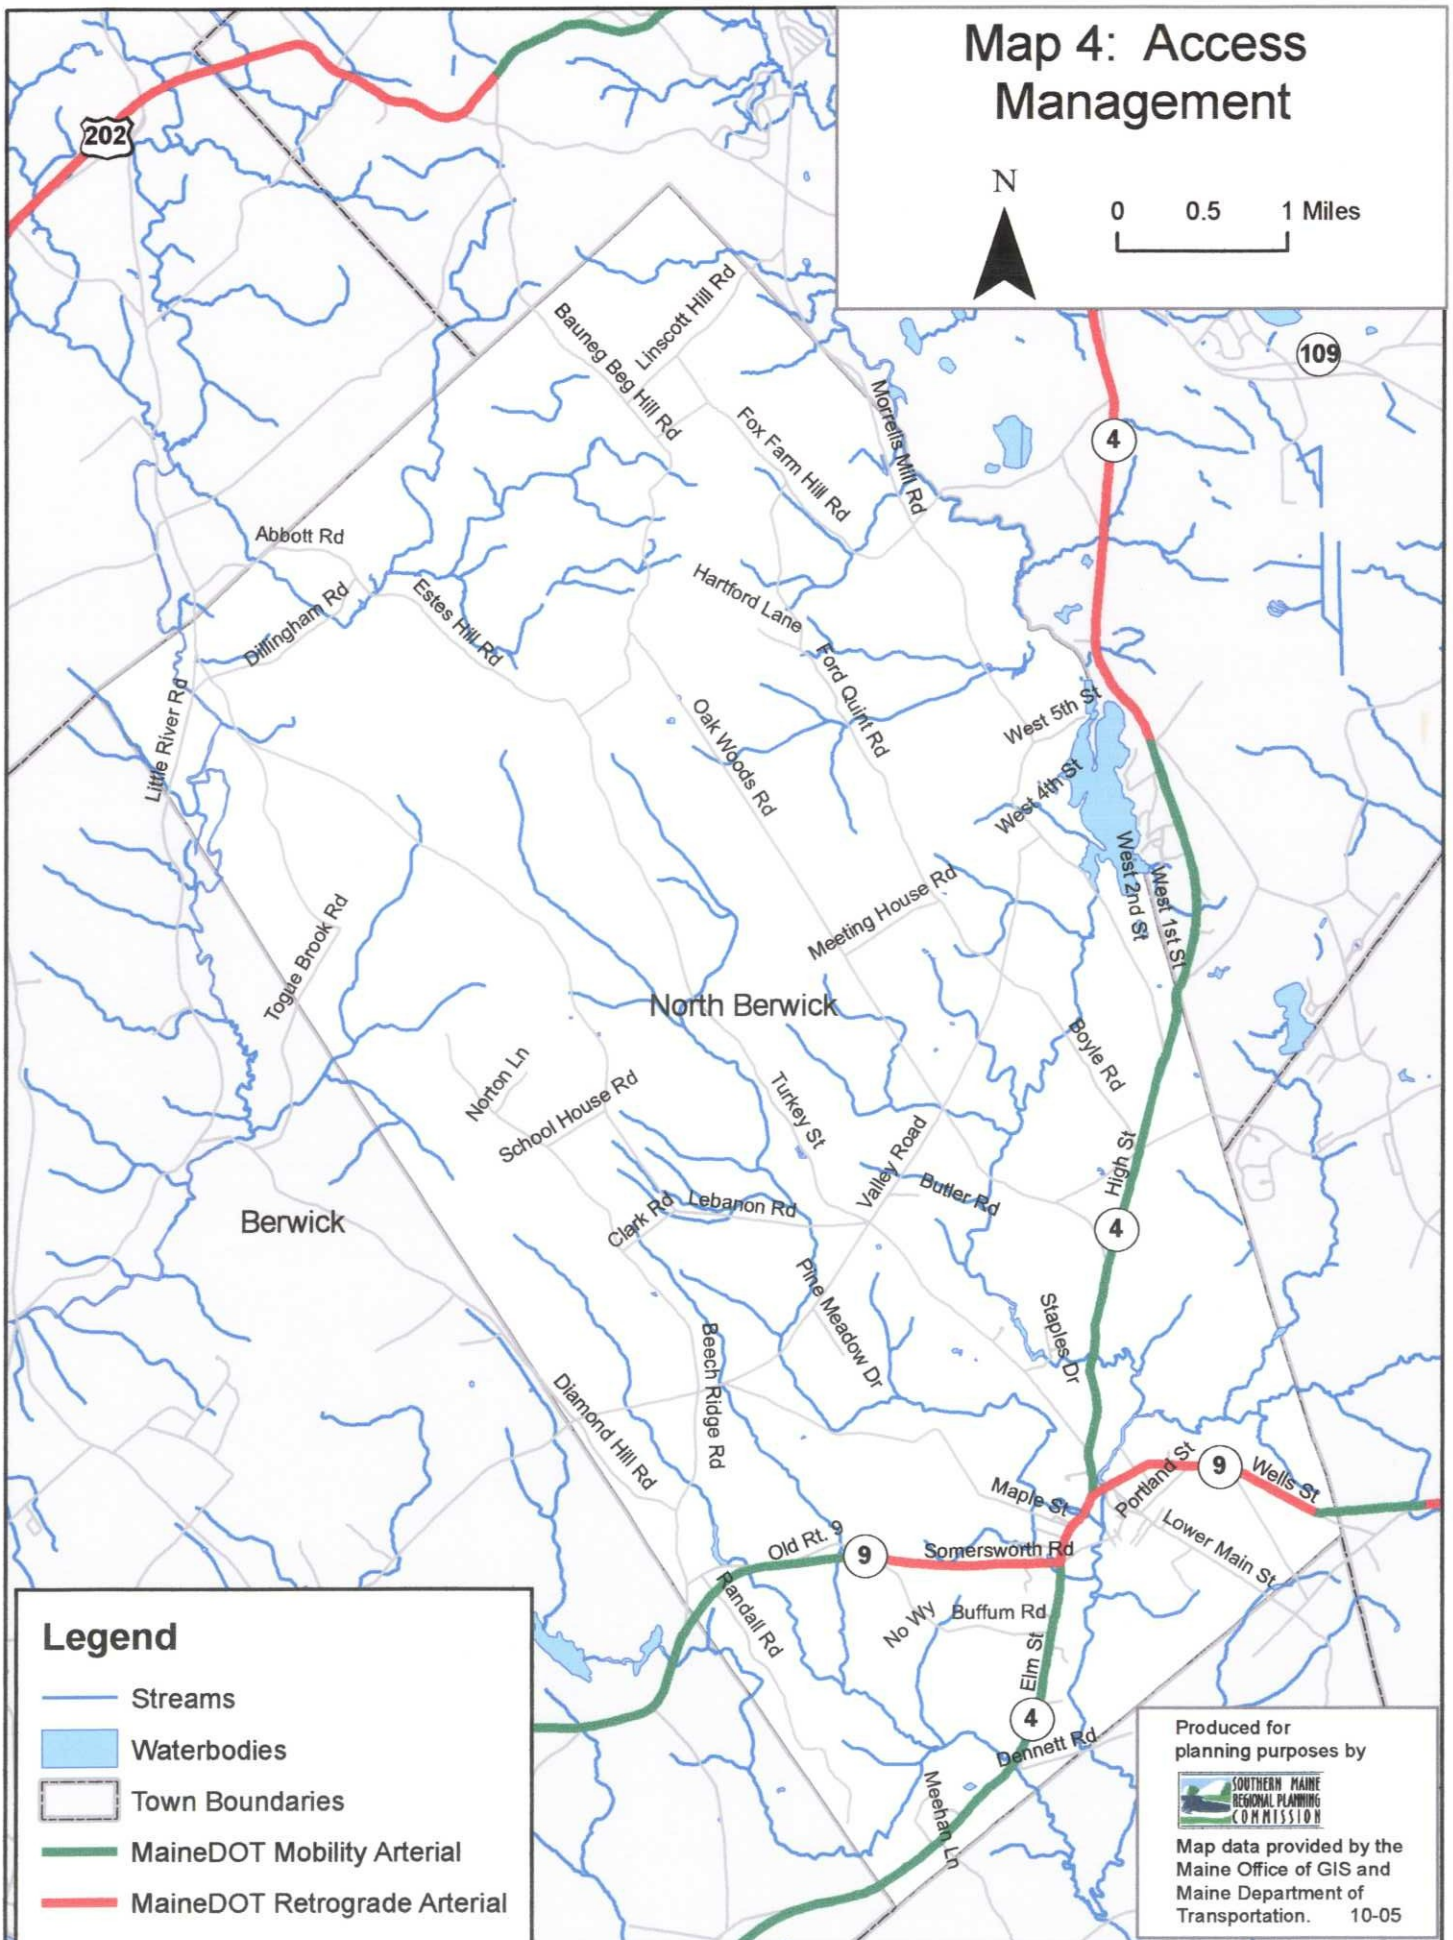 Map 4: Access
Management
N
0 0.5 1 Miles
202
109
4
Linscott Hill Rd
Bauneg Beg Hill Rd
Morrells Mill Rd
Fox Farm Hill Rd
Abbott Rd
Hartford Lane
Dillingham Rd
Estes Hill Rd
Ford Quint Rd
Little River Rd
Oak Woods Rd
West 5th St
West 4th St
West 2nd St
West 1st St
Meeting House Rd
Togue Brook Rd
North Berwick
Boyle Rd
Norton Ln
School House Rd
Turkey St
Valley Road
High St
Butler Rd
Lebanon Rd
Clark Rd
Berwick
4
Pine Meadow Dr
Staples Dr
Beech Ridge Rd
Diamond Hill Rd
Portland St
9
Wells St
Maple St
Lower Main St
Old Rt. 9
9
Somersworth Rd
Randall Rd
No Wy
Buffum Rd
Elm St
4
Dennett Rd
Meehan Ln
Legend
Streams
Waterbodies
Town Boundaries
MaineDOT Mobility Arterial
MaineDOT Retrograde Arterial
Produced for
planning purposes by
SOUTHERN MAINE
REGIONAL PLANNING
COMMISSION
Map data provided by the
Maine Office of GIS and
Maine Department of
Transportation. 10-05